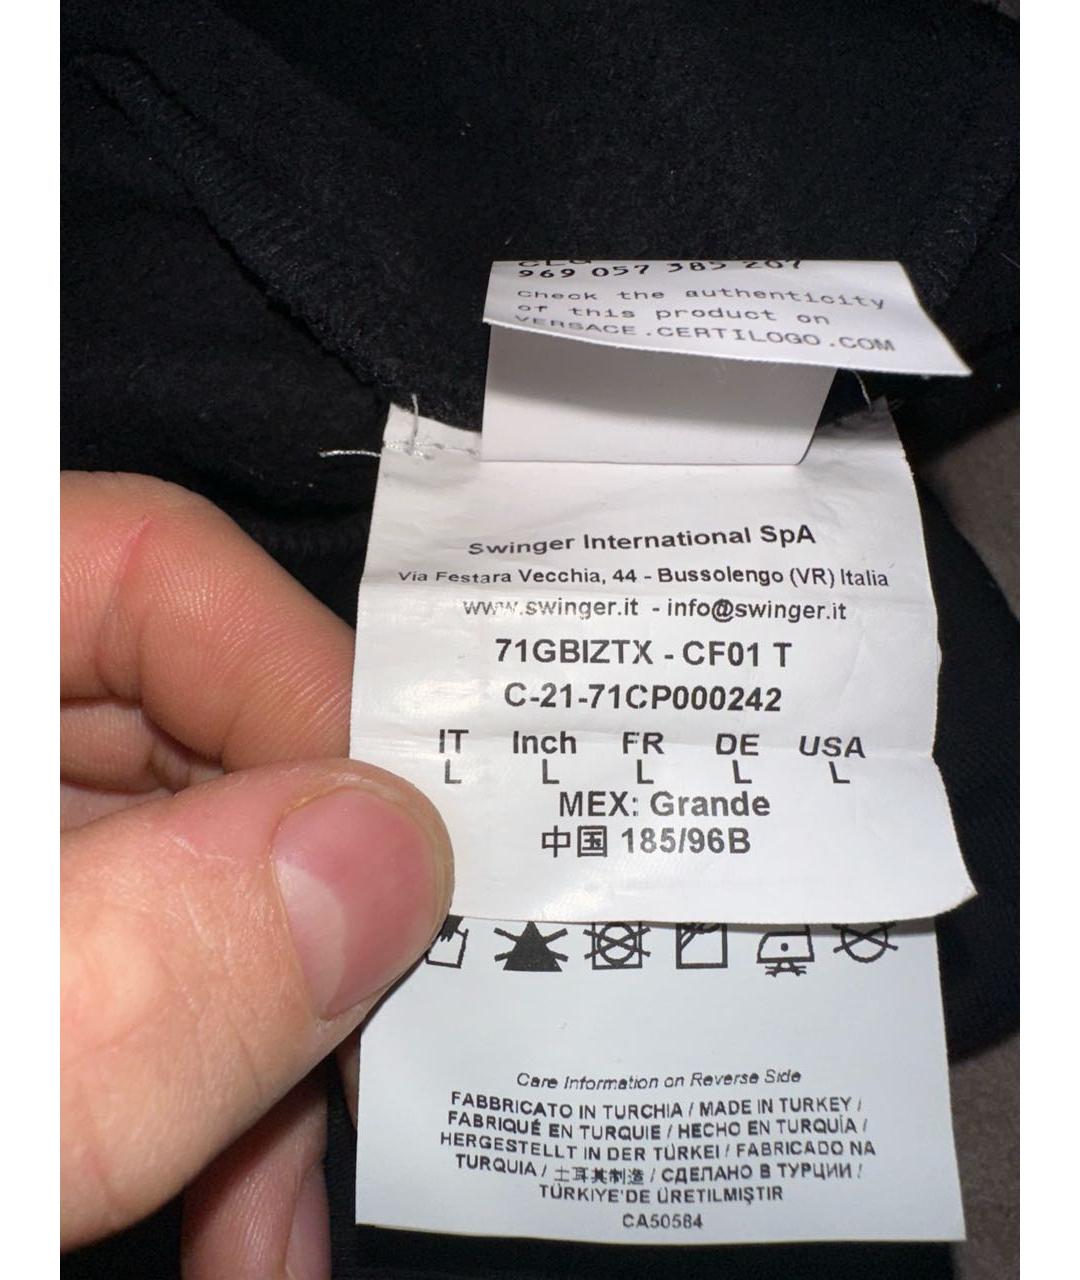 969 057 385 207
Check the authenticity
of this product on
VERSACE.CERTILOGO.COM
Swinger International SpA
Via Festara Vecchia, 44 - Bussolengo (VR) Italia
www.swinger.it - info@swinger.it
71GBIZTX - CF01 T
C-21-71CP000242
IT Inch FR DE USA
L L L L L
MEX: Grande
中国 185/96B
Care Information on Reverse Side
FABBRICATO IN TURCHIA / MADE IN TURKEY /
FABRIQUÉ EN TURQUIE / HECHO EN TURQUÍA /
HERGESTELLT IN DER TÜRKEI / FABRICADO NA
TURQUIA / 土耳其制造 / СДЕЛАНО В ТУРЦИИ /
TÜRKIYE'DE ÜRETILMIŞTIR
CA50584